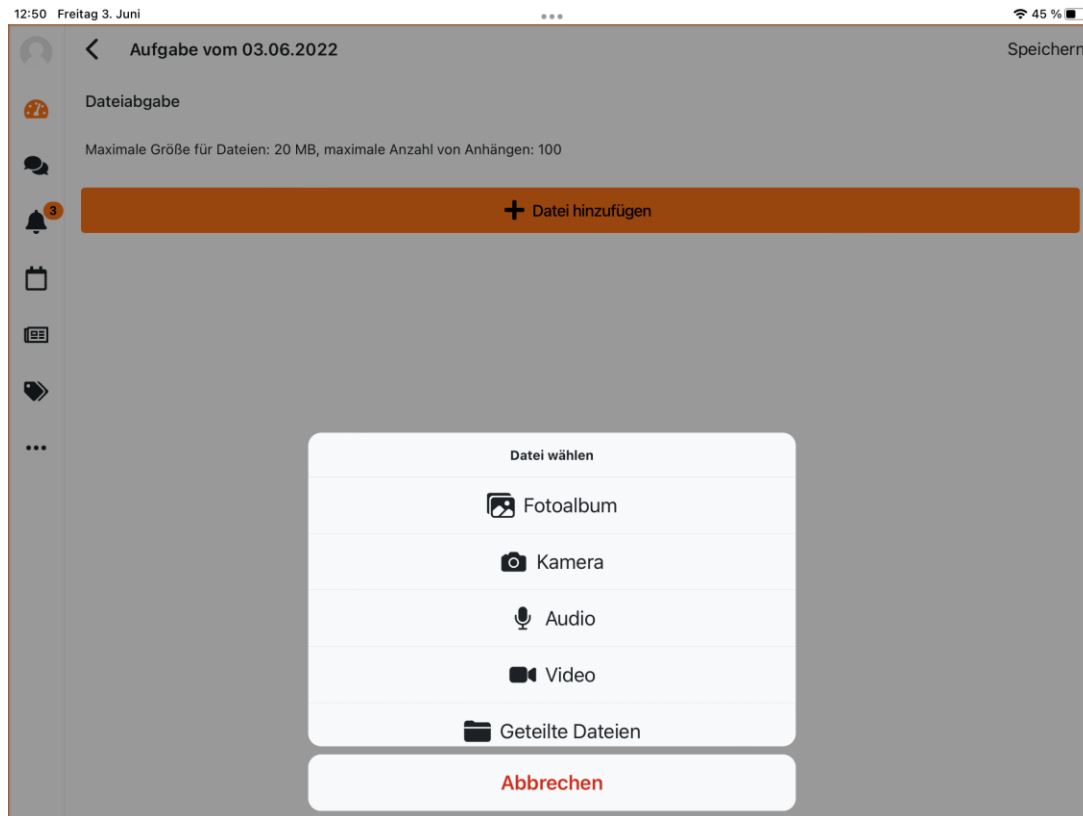 12:50 Freitag 3. Juni
45 %
Aufgabe vom 03.06.2022
Speichern
Dateiabgabe
Maximale Größe für Dateien: 20 MB, maximale Anzahl von Anhängen: 100
3
Datei hinzufügen
Datei wählen
Fotoalbum
Kamera
Audio
Video
Geteilte Dateien
Abbrechen